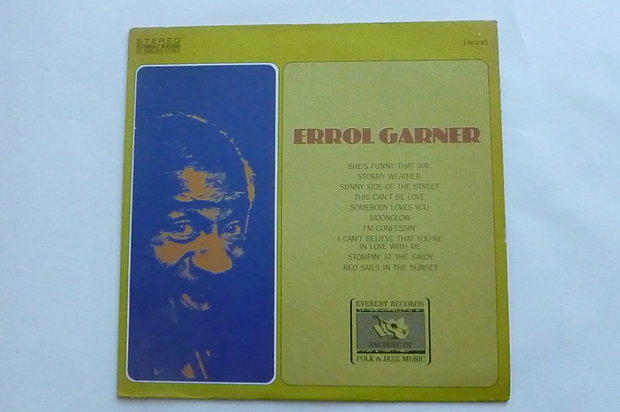 STEREO
FS-245
ERROL GARNER
SHE'S FUNNY THAT WAY
STORMY WEATHER
SUNNY SIDE OF THE STREET
THIS CAN'T BE LOVE
SOMEBODY LOVES YOU
MOONGLOW
I'M CONFESSIN'
I CAN'T BELIEVE THAT YOU'RE
IN LOVE WITH ME
STOMPIN' AT THE SAVOY
RED SAILS IN THE SUNSET
EVEREST RECORDS
ARCHIVE OF
FOLK & JAZZ MUSIC